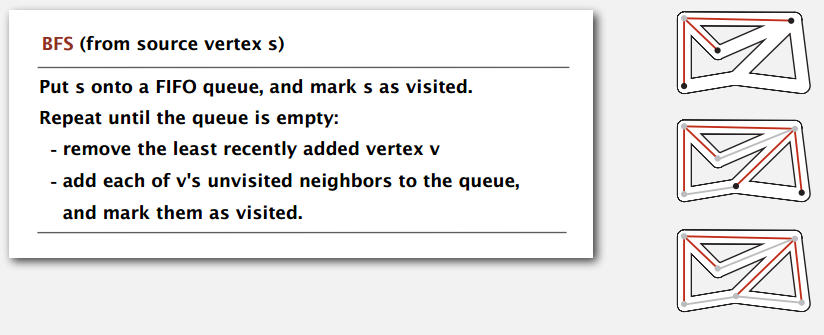 BFS (from source vertex s)
Put s onto a FIFO queue, and mark s as visited.
Repeat until the queue is empty:
- remove the least recently added vertex v
- add each of v's unvisited neighbors to the queue,
and mark them as visited.